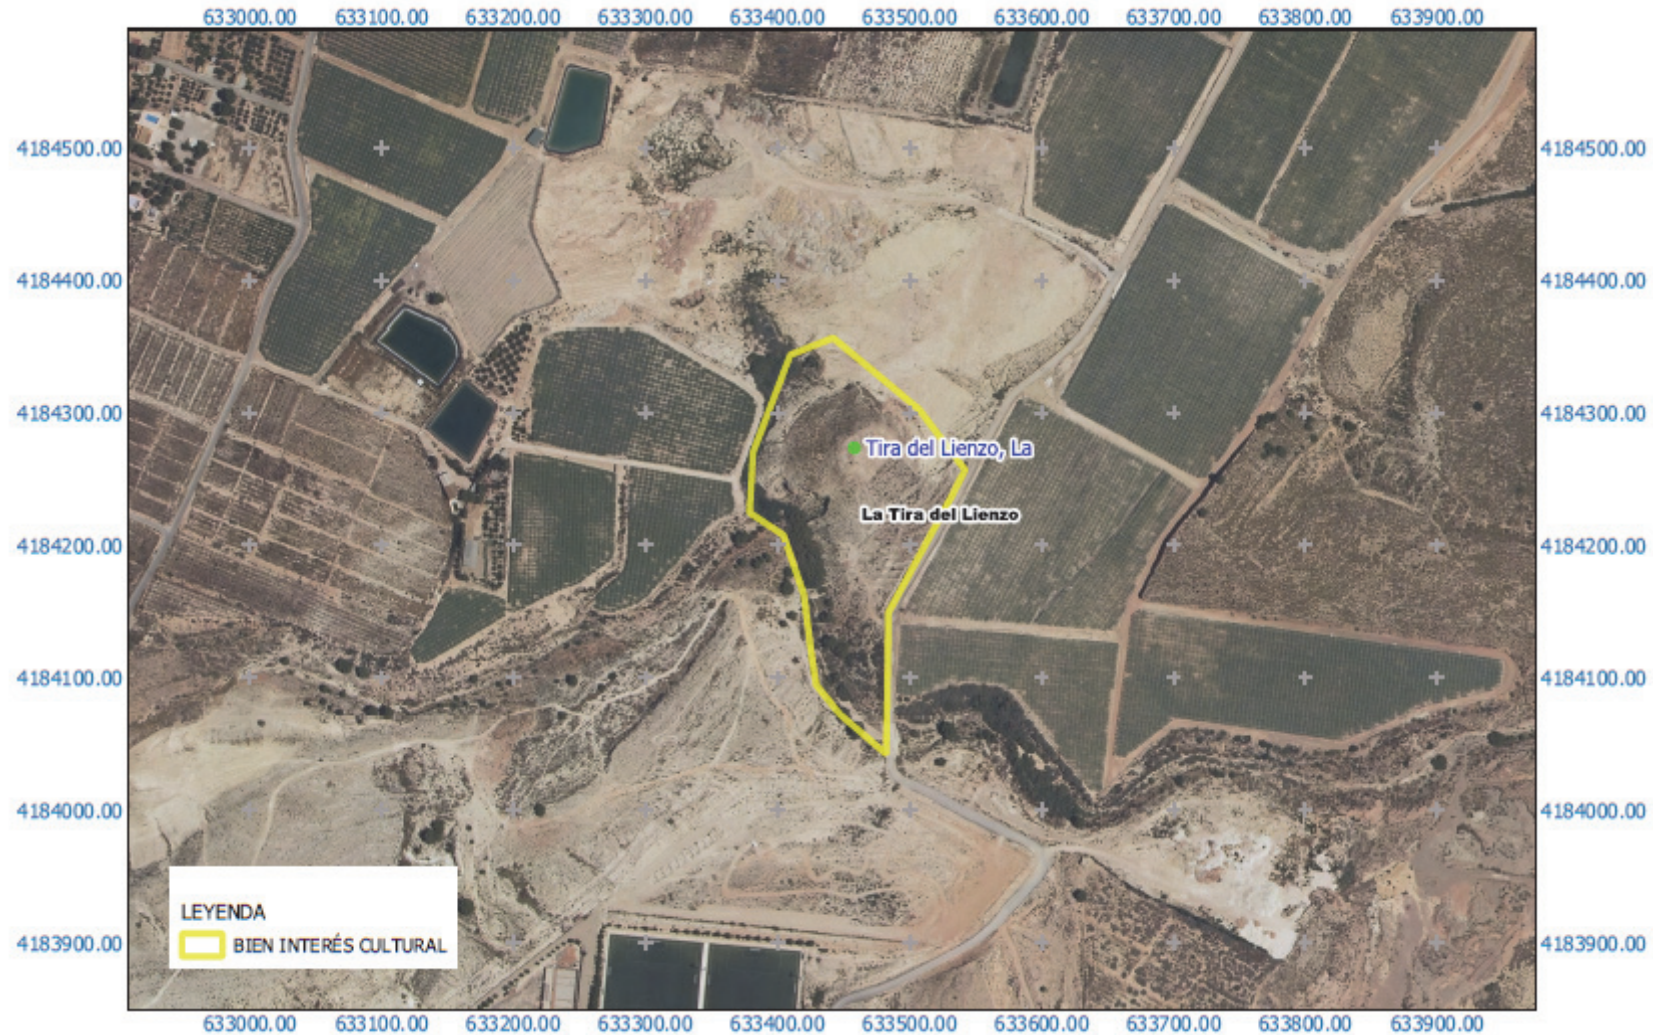 633000.00 633100.00 633200.00 633300.00 633400.00 633500.00 633600.00 633700.00 633800.00 633900.00
4184500.00 4184500.00
4184400.00 4184400.00
4184300.00 4184300.00
Tira del Lienzo, La
La Tira del Lienzo
4184200.00 4184200.00
4184100.00 4184100.00
4184000.00 4184000.00
LEYENDA
BIEN INTERÉS CULTURAL
4183900.00 4183900.00
633000.00 633100.00 633200.00 633300.00 633400.00 633500.00 633600.00 633700.00 633800.00 633900.00